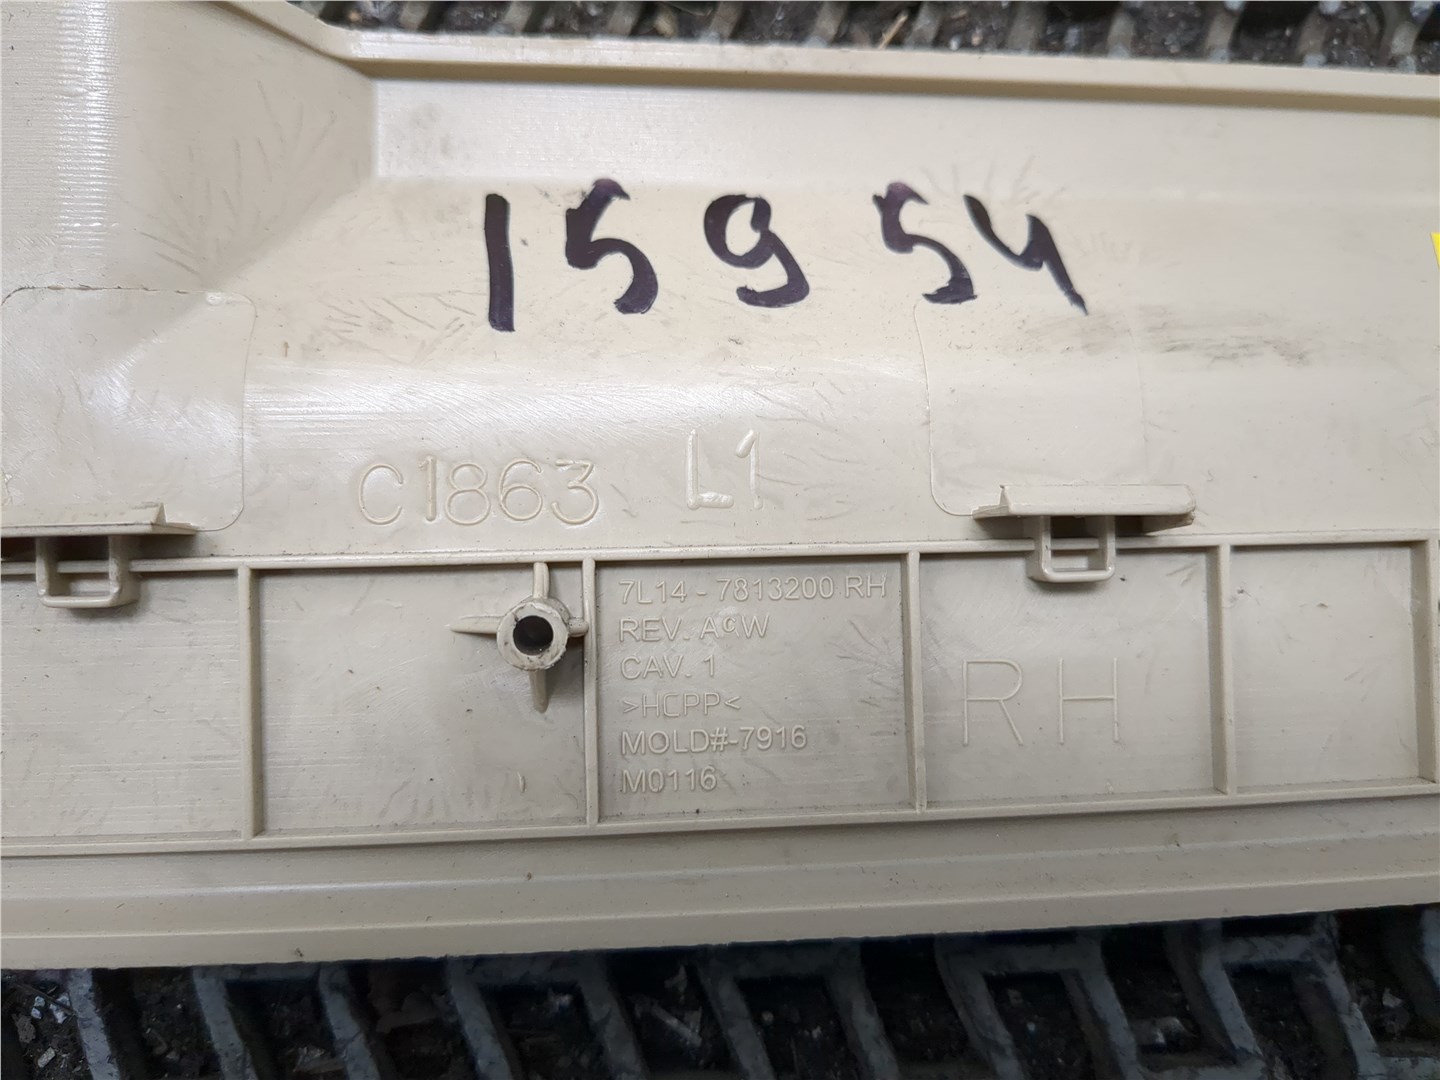 15954
C1863 L1
7L14 - 7813200 RH
REV. A W
CAV. 1
>HCPP<
MOLD#-7916
M0116
RH